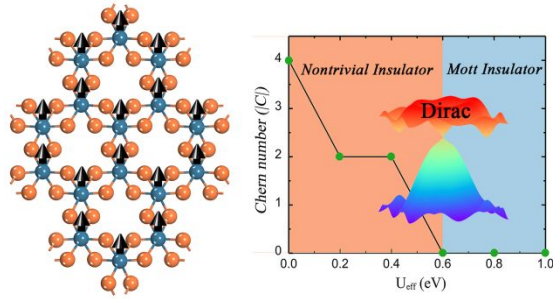 4
3
2
1
0
Chern number (|C|)
Nontrivial Insulator
Mott Insulator
Dirac
0.0
0.2
0.4
0.6
0.8
1.0
U_eff (eV)